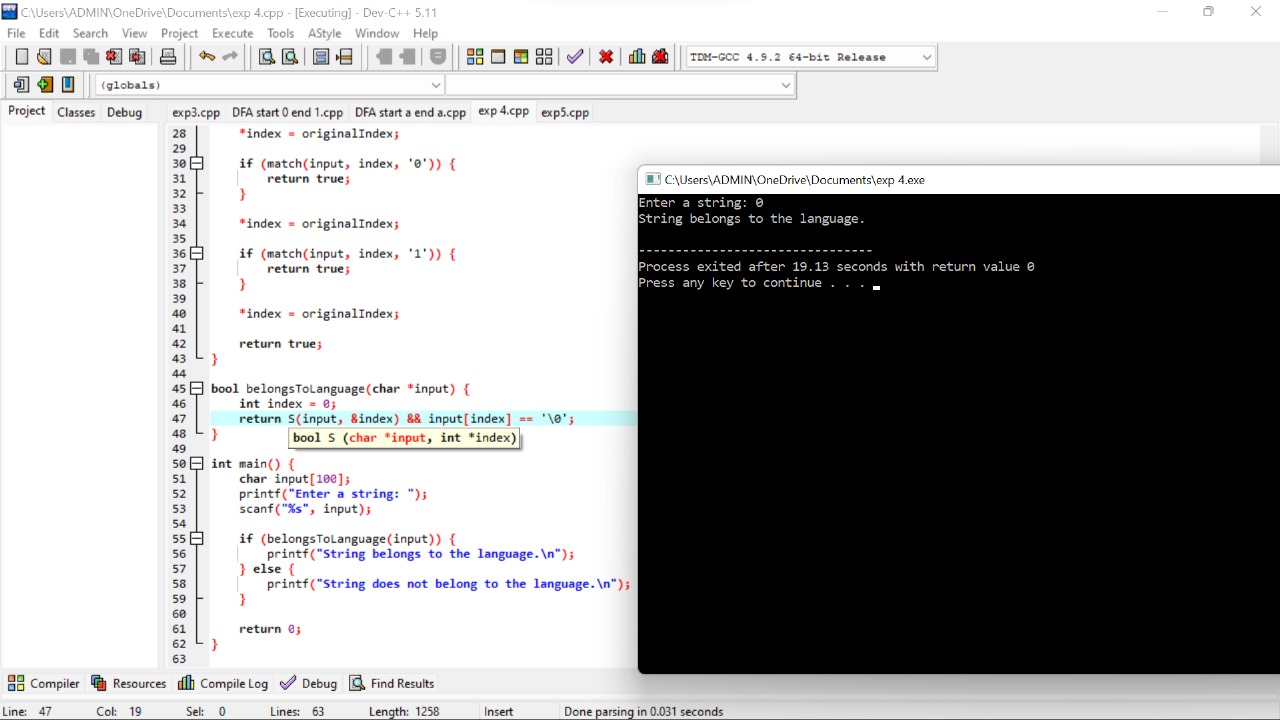 C:\Users\ADMIN\OneDrive\Documents\exp 4.cpp - [Executing] - Dev-C++ 5.11
File Edit Search View Project Execute Tools AStyle Window Help
TDM-GCC 4.9.2 64-bit Release
(globals)
Project Classes Debug
exp3.cpp DFA start 0 end 1.cpp DFA start a end a.cpp exp 4.cpp exp5.cpp
28 *index = originalIndex;
29
30 if (match(input, index, '0')) {
31 return true;
32 }
33
34 *index = originalIndex;
35
36 if (match(input, index, '1')) {
37 return true;
38 }
39
40 *index = originalIndex;
41
42 return true;
43 }
44
45 bool belongsToLanguage(char *input) {
46 int index = 0;
47 return S(input, &index) && input[index] == '\0';
48 }
bool S (char *input, int *index)
49
50 int main() {
51 char input[100];
52 printf("Enter a string: ");
53 scanf("%s", input);
54
55 if (belongsToLanguage(input)) {
56 printf("String belongs to the language.\n");
57 } else {
58 printf("String does not belong to the language.\n");
59 }
60
61 return 0;
62 }
63
C:\Users\ADMIN\OneDrive\Documents\exp 4.exe
Enter a string: 0
String belongs to the language.
--------------------------------
Process exited after 19.13 seconds with return value 0
Press any key to continue . . .
Compiler Resources Compile Log Debug Find Results
Line: 47 Col: 19 Sel: 0 Lines: 63 Length: 1258 Insert Done parsing in 0.031 seconds